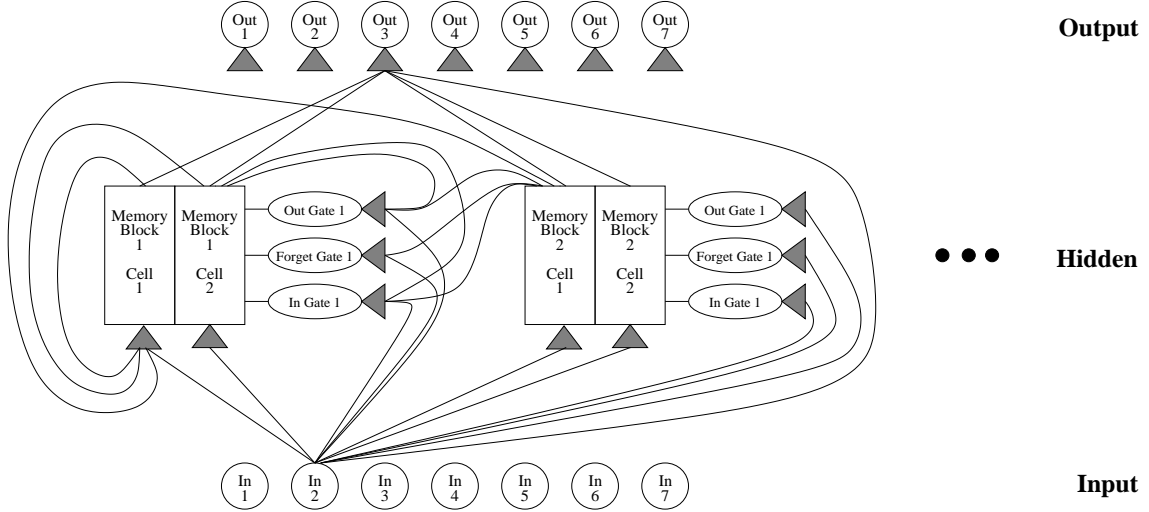 Out 1 Out 2 Out 3 Out 4 Out 5 Out 6 Out 7
Output
Memory Block 1 Cell 1
Memory Block 1 Cell 2
Out Gate 1
Forget Gate 1
In Gate 1
Memory Block 2 Cell 1
Memory Block 2 Cell 2
Out Gate 1
Forget Gate 1
In Gate 1
Hidden
In 1 In 2 In 3 In 4 In 5 In 6 In 7
Input